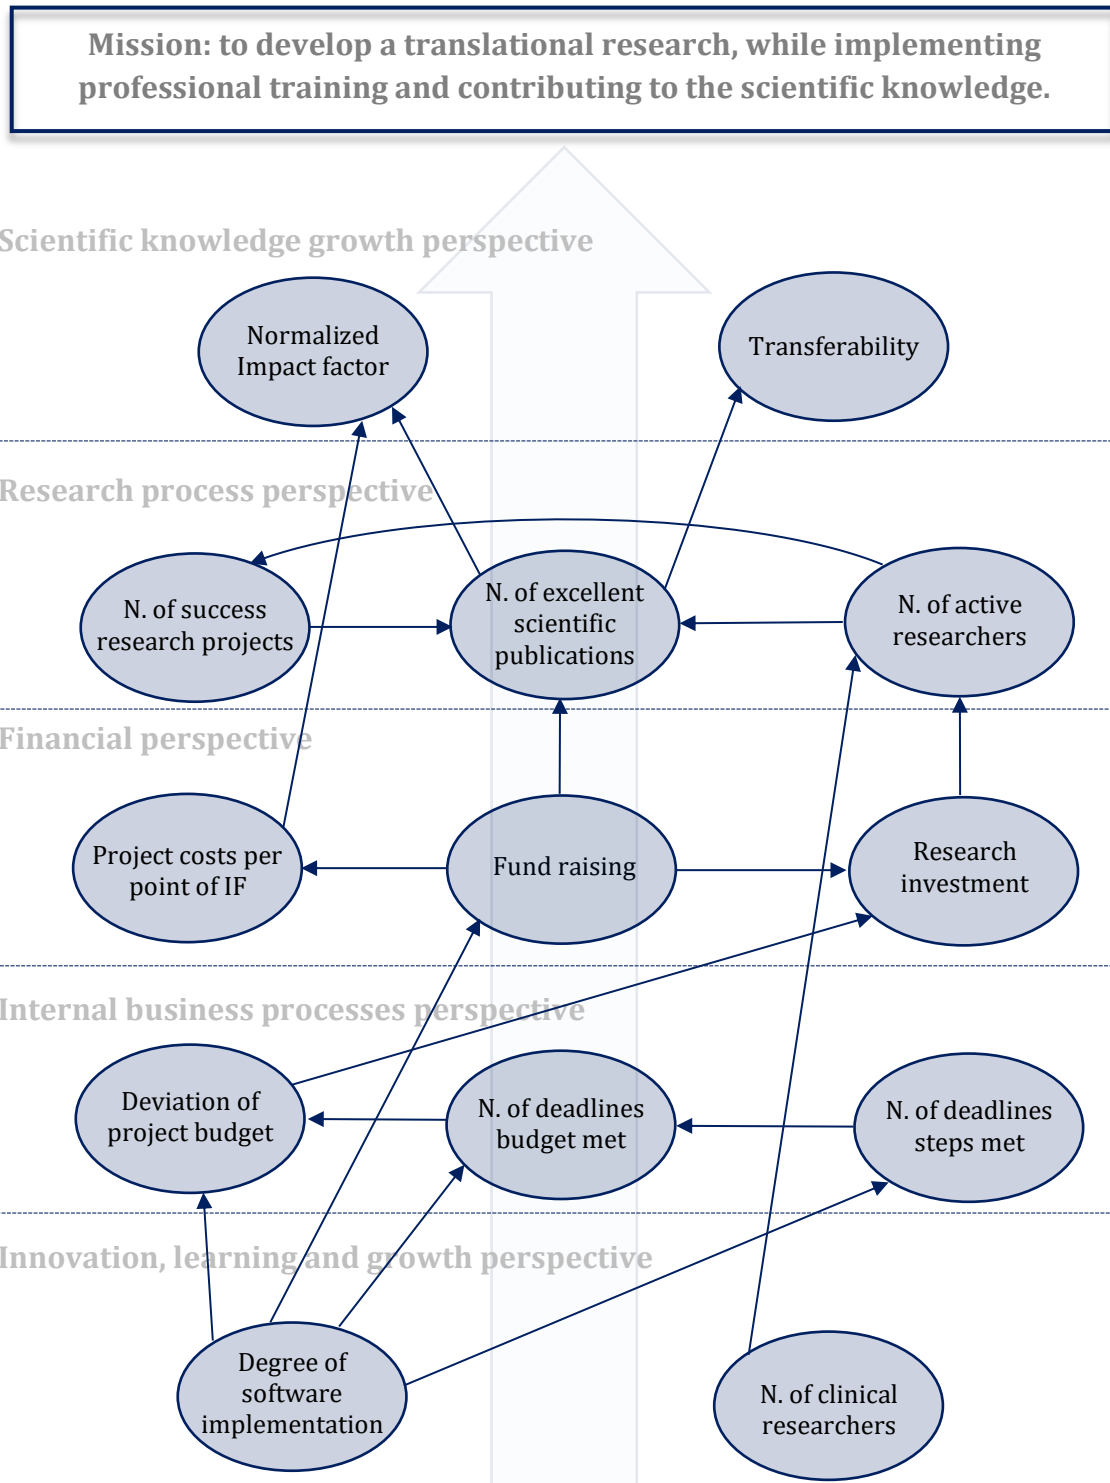 Mission: to develop a translational research, while implementing
professional training and contributing to the scientific knowledge.
Scientific knowledge growth perspective
Normalized
Impact factor
Transferability
Research process perspective
N. of success
research projects
N. of excellent
scientific
publications
N. of active
researchers
Financial perspective
Project costs per
point of IF
Fund raising
Research
investment
Internal business processes perspective
Deviation of
project budget
N. of deadlines
budget met
N. of deadlines
steps met
Innovation, learning and growth perspective
Degree of
software
implementation
N. of clinical
researchers